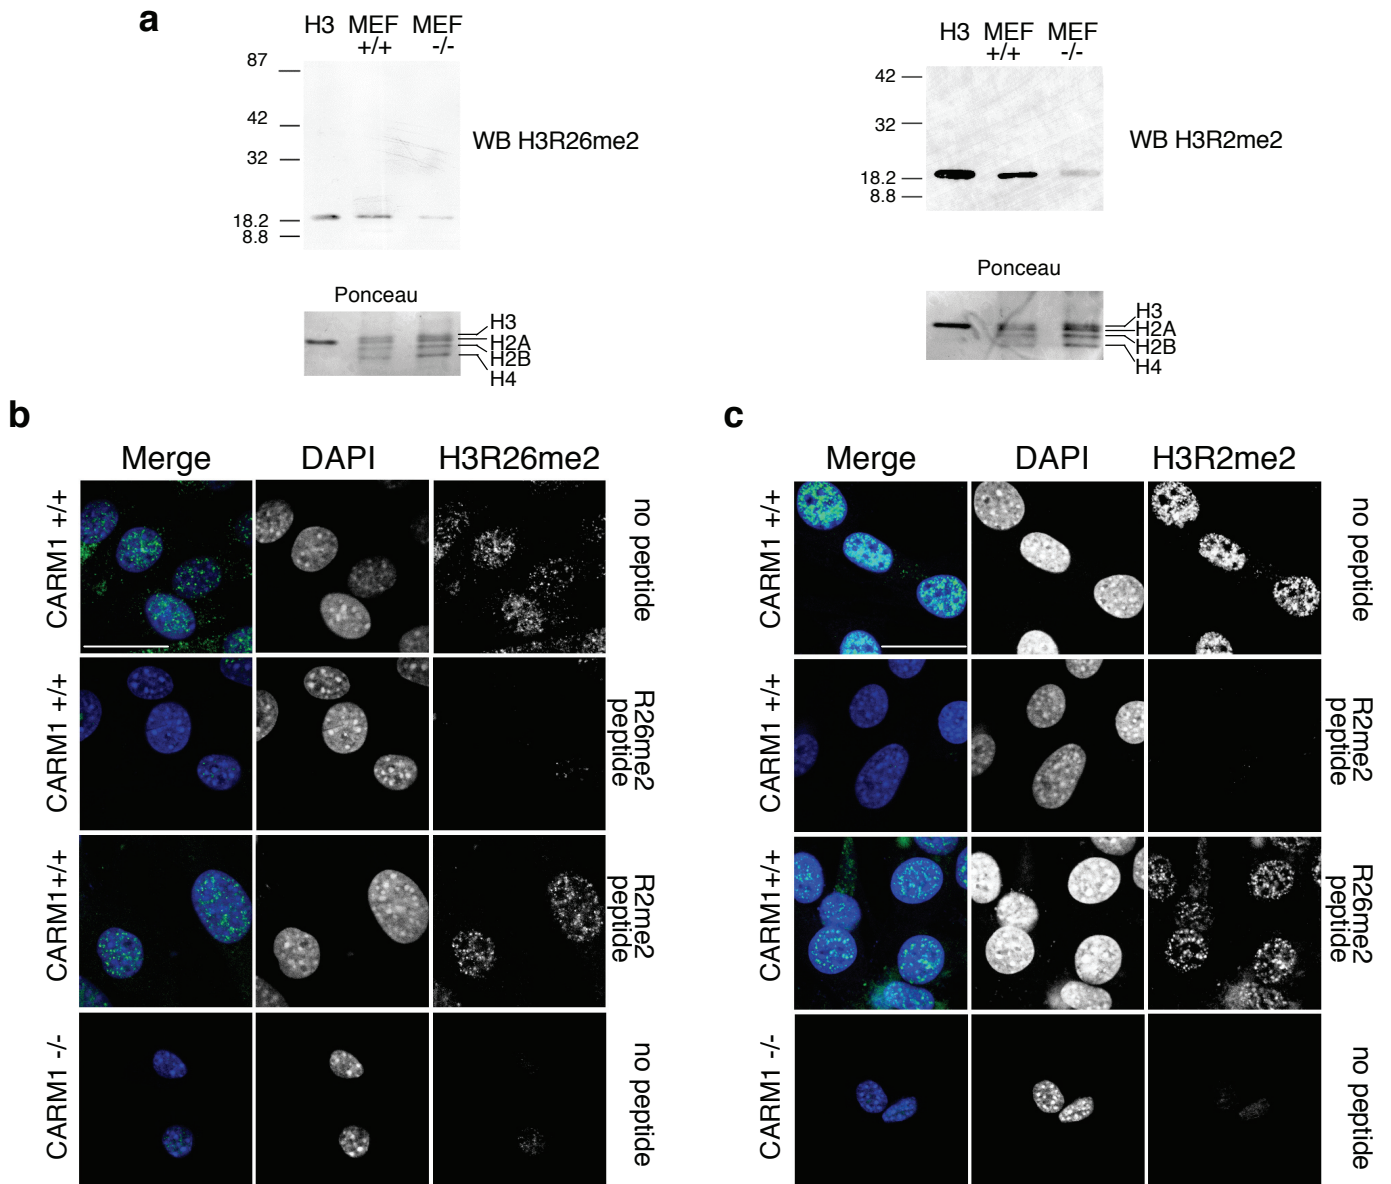 a
H3 MEF MEF
+/+ -/-
87
42
32
18.2
8.8
WB H3R26me2
Ponceau
H3
H2A
H2B
H4
H3 MEF MEF
+/+ -/-
42
32
18.2
8.8
WB H3R2me2
Ponceau
H3
H2A
H2B
H4
b
Merge DAPI H3R26me2
CARM1 +/+
no peptide
CARM1 +/+
R26me2
peptide
CARM1+/+
R2me2
peptide
CARM1 -/-
no peptide
c
Merge DAPI H3R2me2
CARM1 +/+
no peptide
CARM1 +/+
R2me2
peptide
CARM1 +/+
R26me2
peptide
CARM1 -/-
no peptide